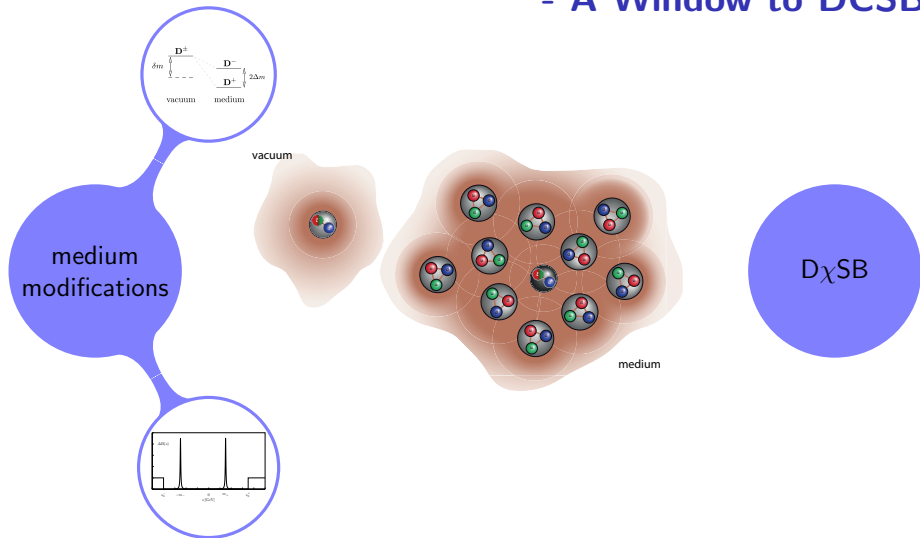 - A Window to DCSB
D±
D−
δm
D+
2Δm
vacuum
medium
vacuum
medium
modifications
DχSB
medium